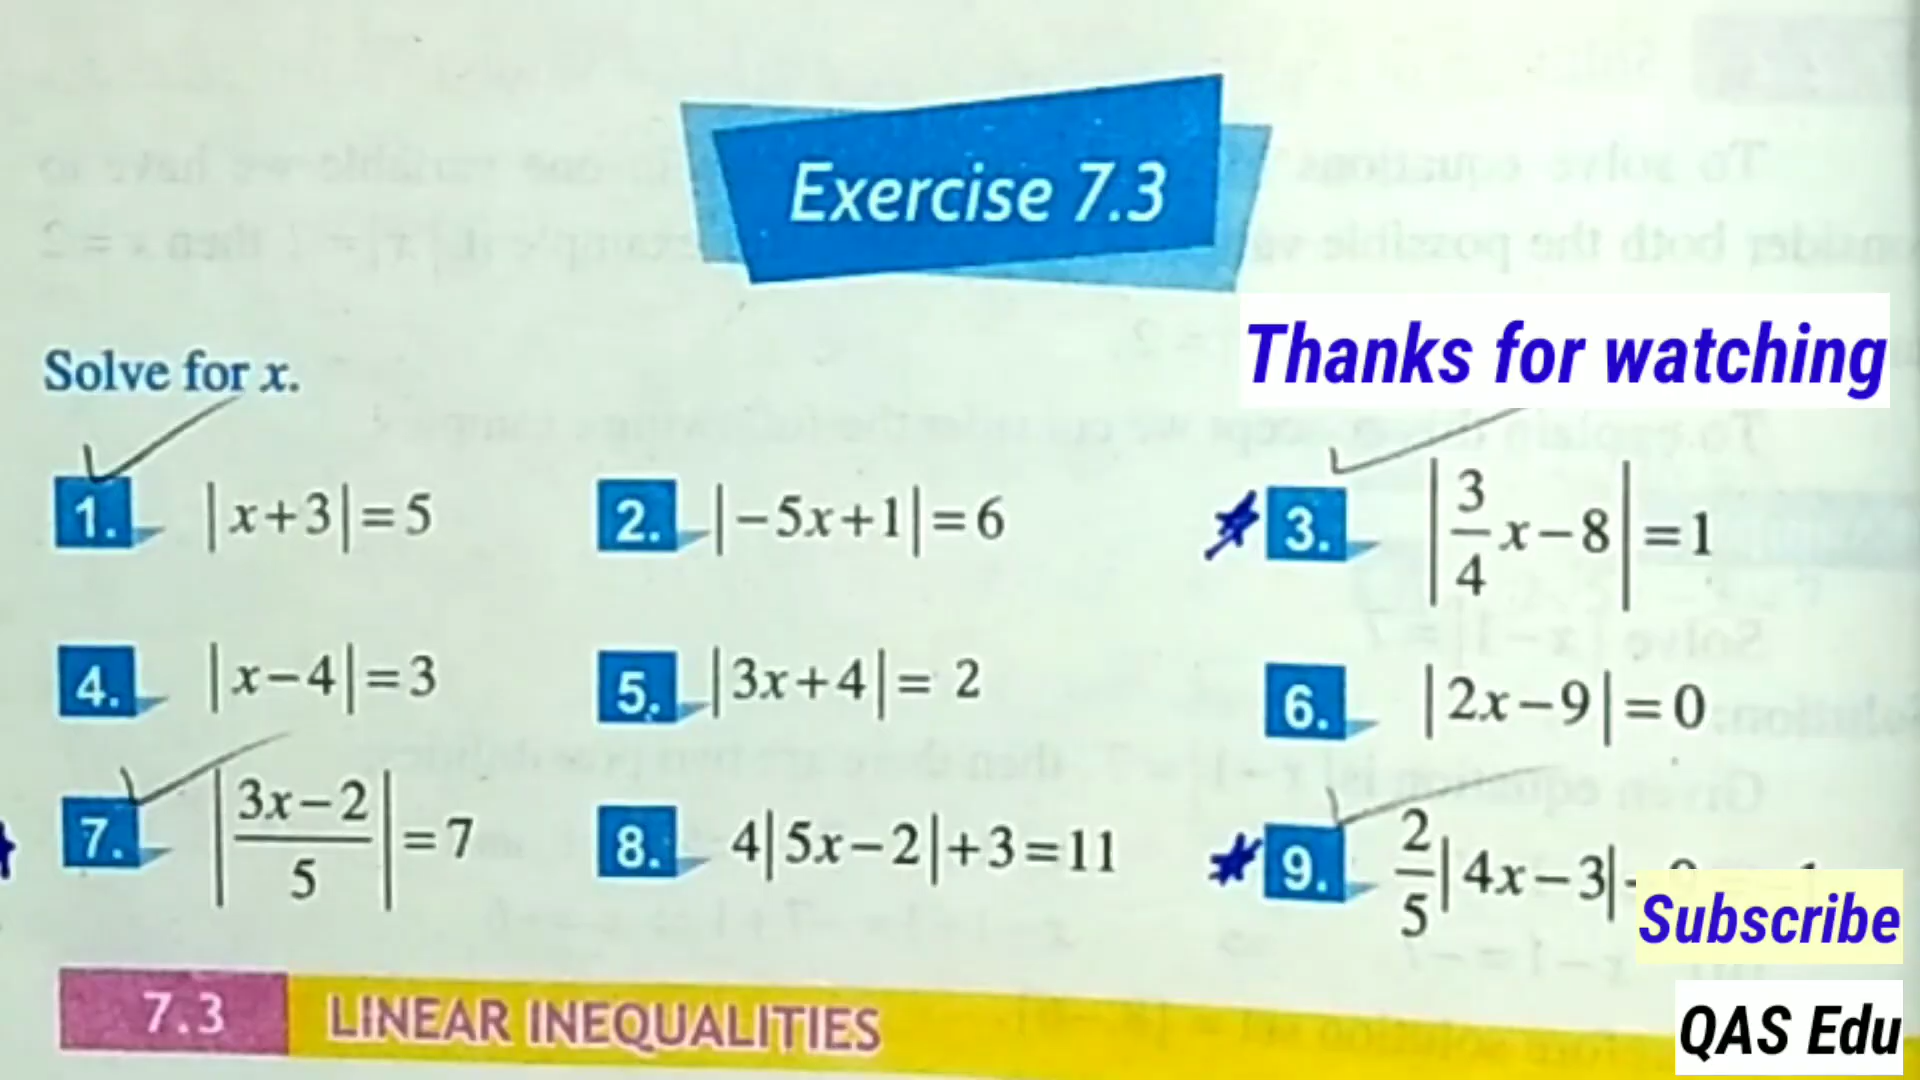 Exercise 7.3
Thanks for watching
Solve for x.
1. |x+3|=5
2. |-5x+1|=6
3. |3/4 x-8|=1
4. |x-4|=3
5. |3x+4|= 2
6. |2x-9|=0
7. |3x-2/5|=7
8. 4|5x-2|+3=11
9. 2/5|4x-3|
Subscribe
7.3 LINEAR INEQUALITIES
QAS Edu